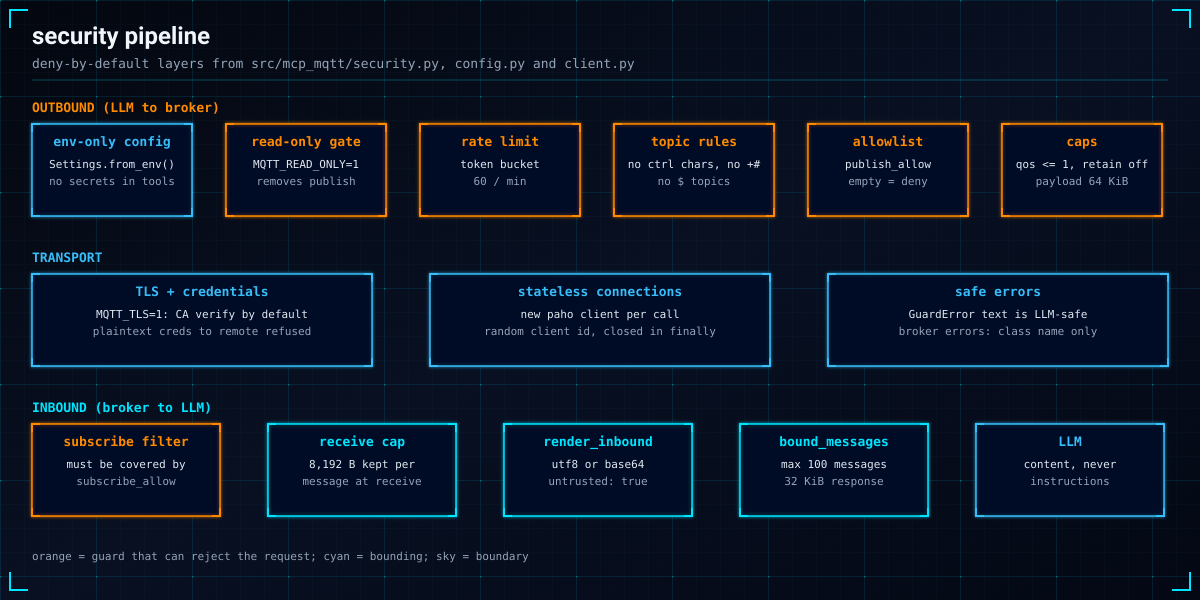 security pipeline
deny-by-default layers from src/mcp_mqtt/security.py, config.py and client.py
OUTBOUND (LLM to broker)
env-only config
Settings.from_env()
no secrets in tools
read-only gate
MQTT_READ_ONLY=1
removes publish
rate limit
token bucket
60 / min
topic rules
no ctrl chars, no +#
no $ topics
allowlist
publish_allow
empty = deny
caps
qos <= 1, retain off
payload 64 KiB
TRANSPORT
TLS + credentials
MQTT_TLS=1: CA verify by default
plaintext creds to remote refused
stateless connections
new paho client per call
random client id, closed in finally
safe errors
GuardError text is LLM-safe
broker errors: class name only
INBOUND (broker to LLM)
subscribe filter
must be covered by
subscribe_allow
receive cap
8,192 B kept per
message at receive
render_inbound
utf8 or base64
untrusted: true
bound_messages
max 100 messages
32 KiB response
LLM
content, never
instructions
orange = guard that can reject the request; cyan = bounding; sky = boundary